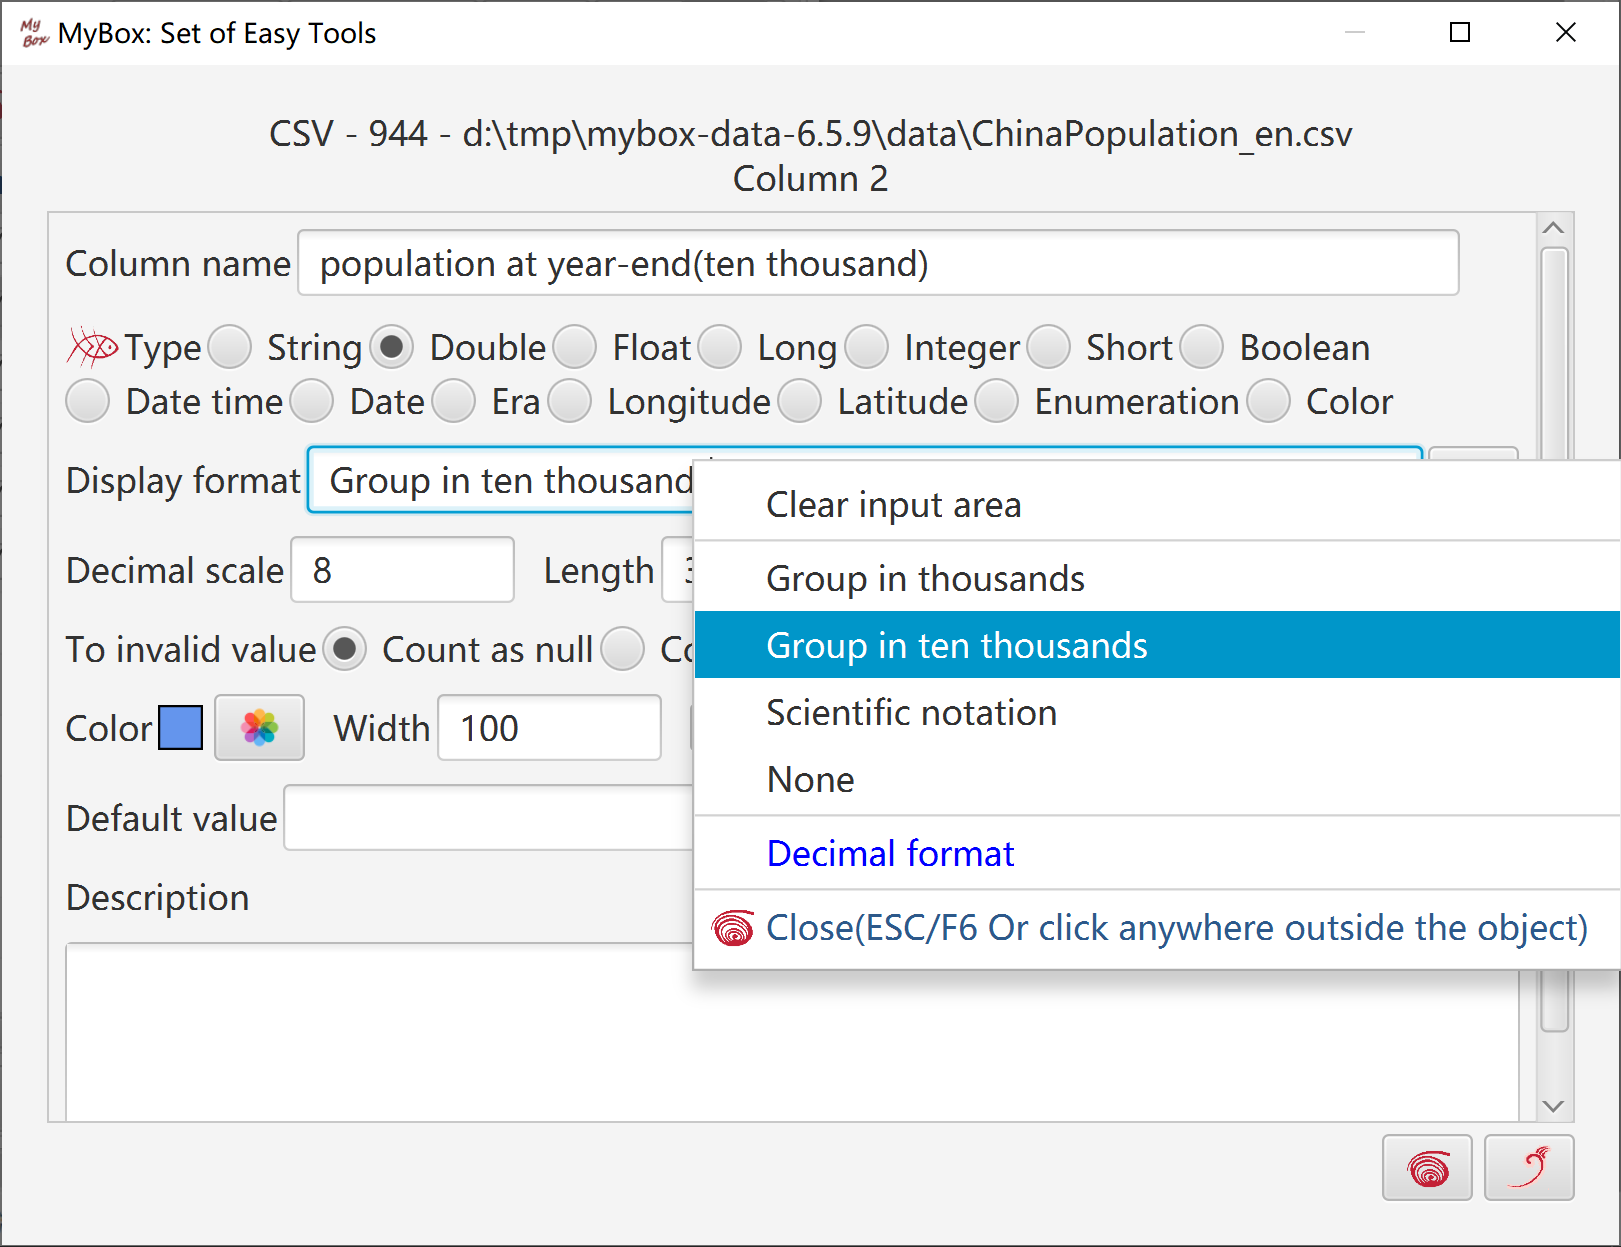 My Box MyBox: Set of Easy Tools
CSV - 944 - d:\tmp\mybox-data-6.5.9\data\ChinaPopulation_en.csv
Column 2
Column name population at year-end(ten thousand)
Type String Double Float Long Integer Short Boolean
Date time Date Era Longitude Latitude Enumeration Color
Display format Group in ten thousand
Clear input area
Decimal scale 8 Length
Group in thousands
To invalid value Count as null
Group in ten thousands
Color Width 100
Scientific notation
None
Default value
Decimal format
Description
Close(ESC/F6 Or click anywhere outside the object)